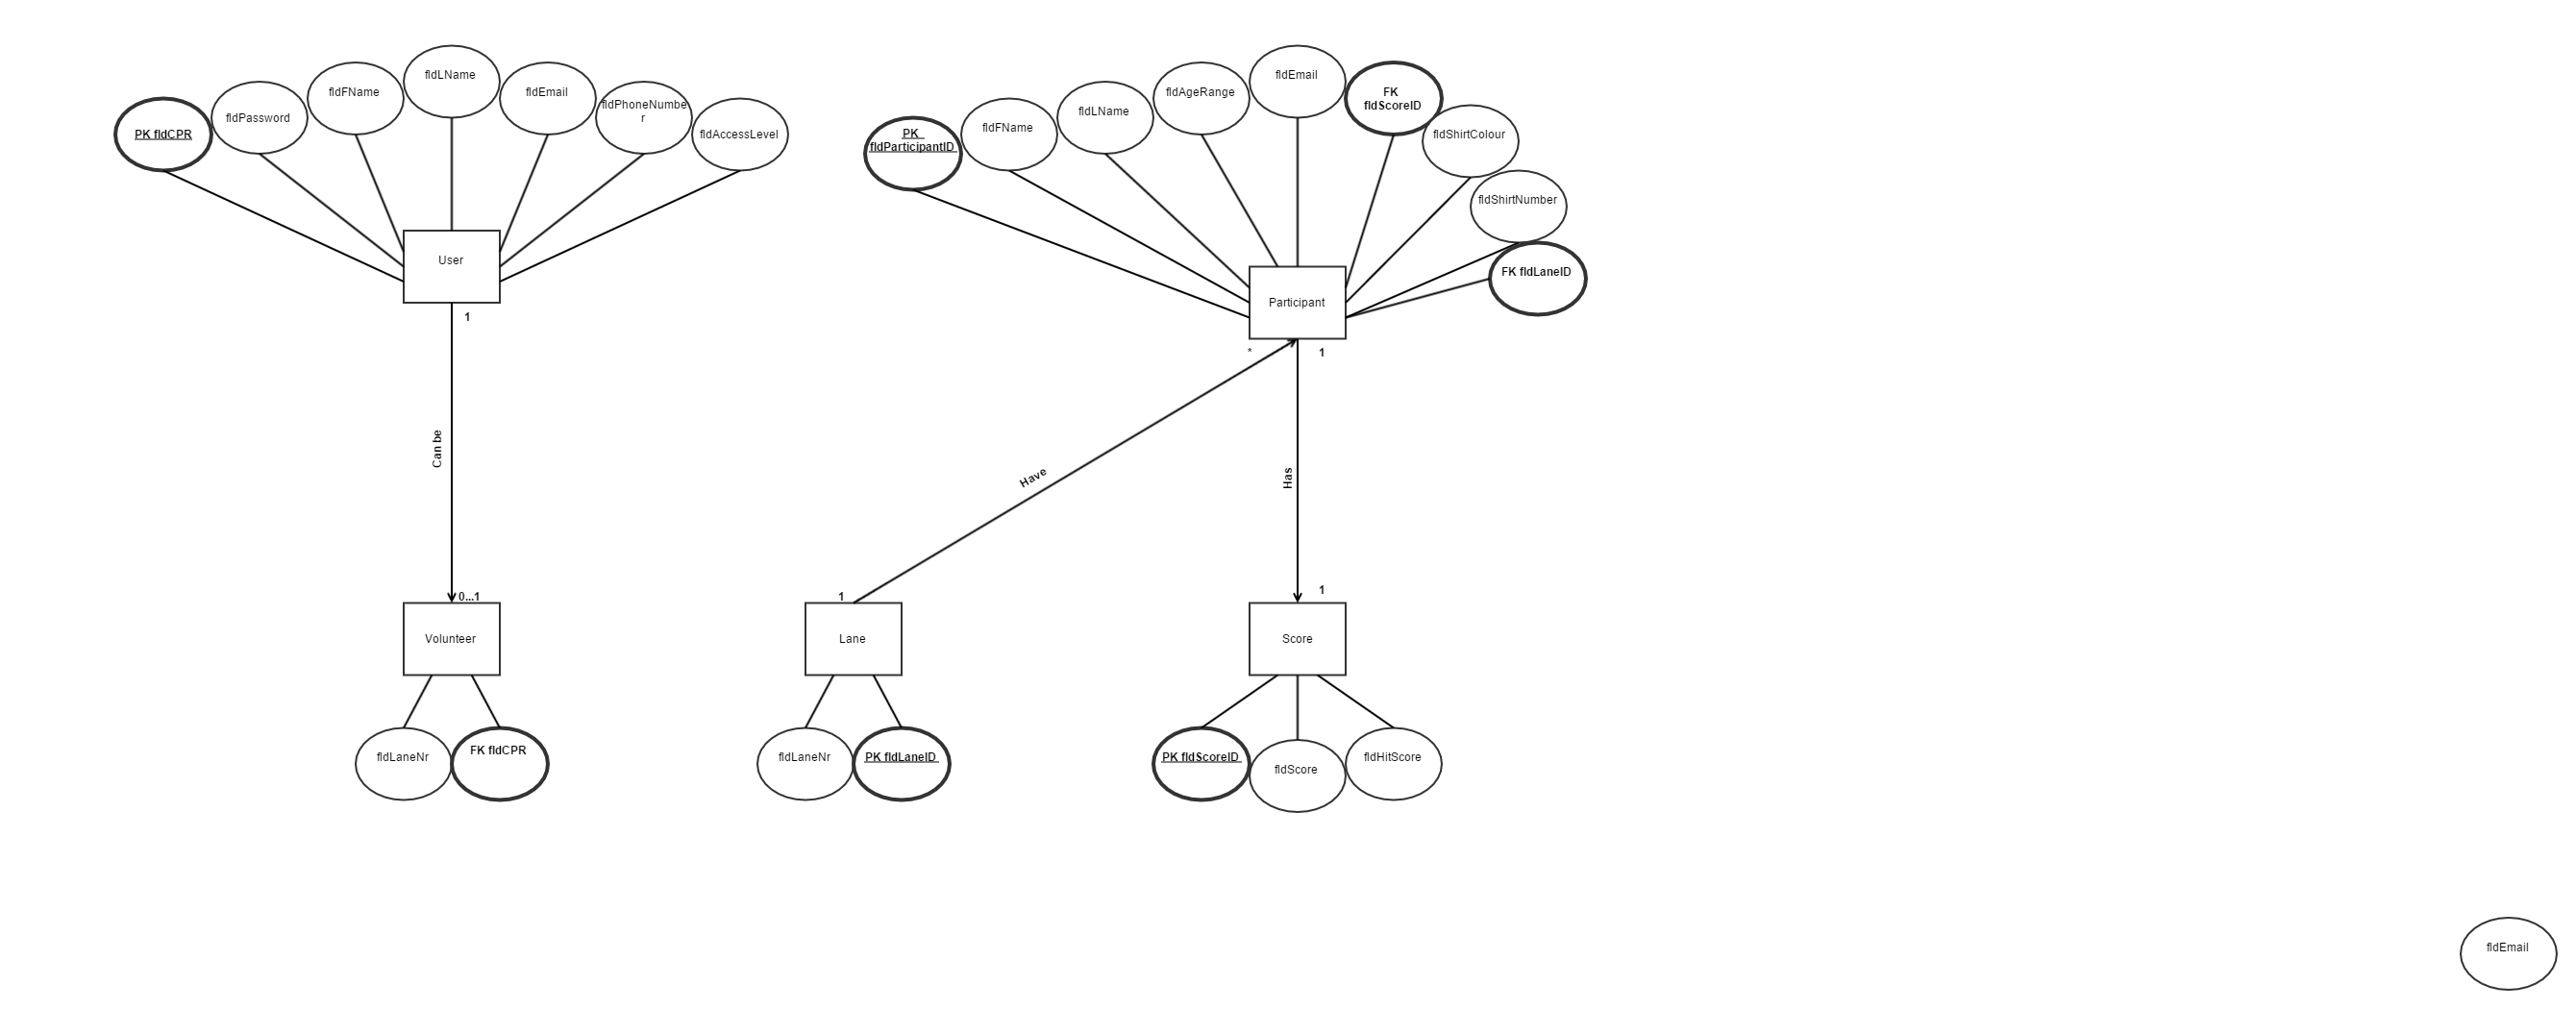 fldLName
fldFName
fldEmail
fldPhoneNumbe
r
fldPassword
PK fldCPR
fldAccessLevel
User
1
Can be
0...1
Volunteer
fldLaneNr
FK fldCPR
fldEmail
fldAgeRange
FK
fldScoreID
fldLName
fldFName
PK
fldParticipantID
fldShirtColour
fldShirtNumber
FK fldLaneID
Participant
*
1
Have
Has
1
1
Lane
Score
fldLaneNr
PK fldLaneID
PK fldScoreID
fldScore
fldHitScore
fldEmail